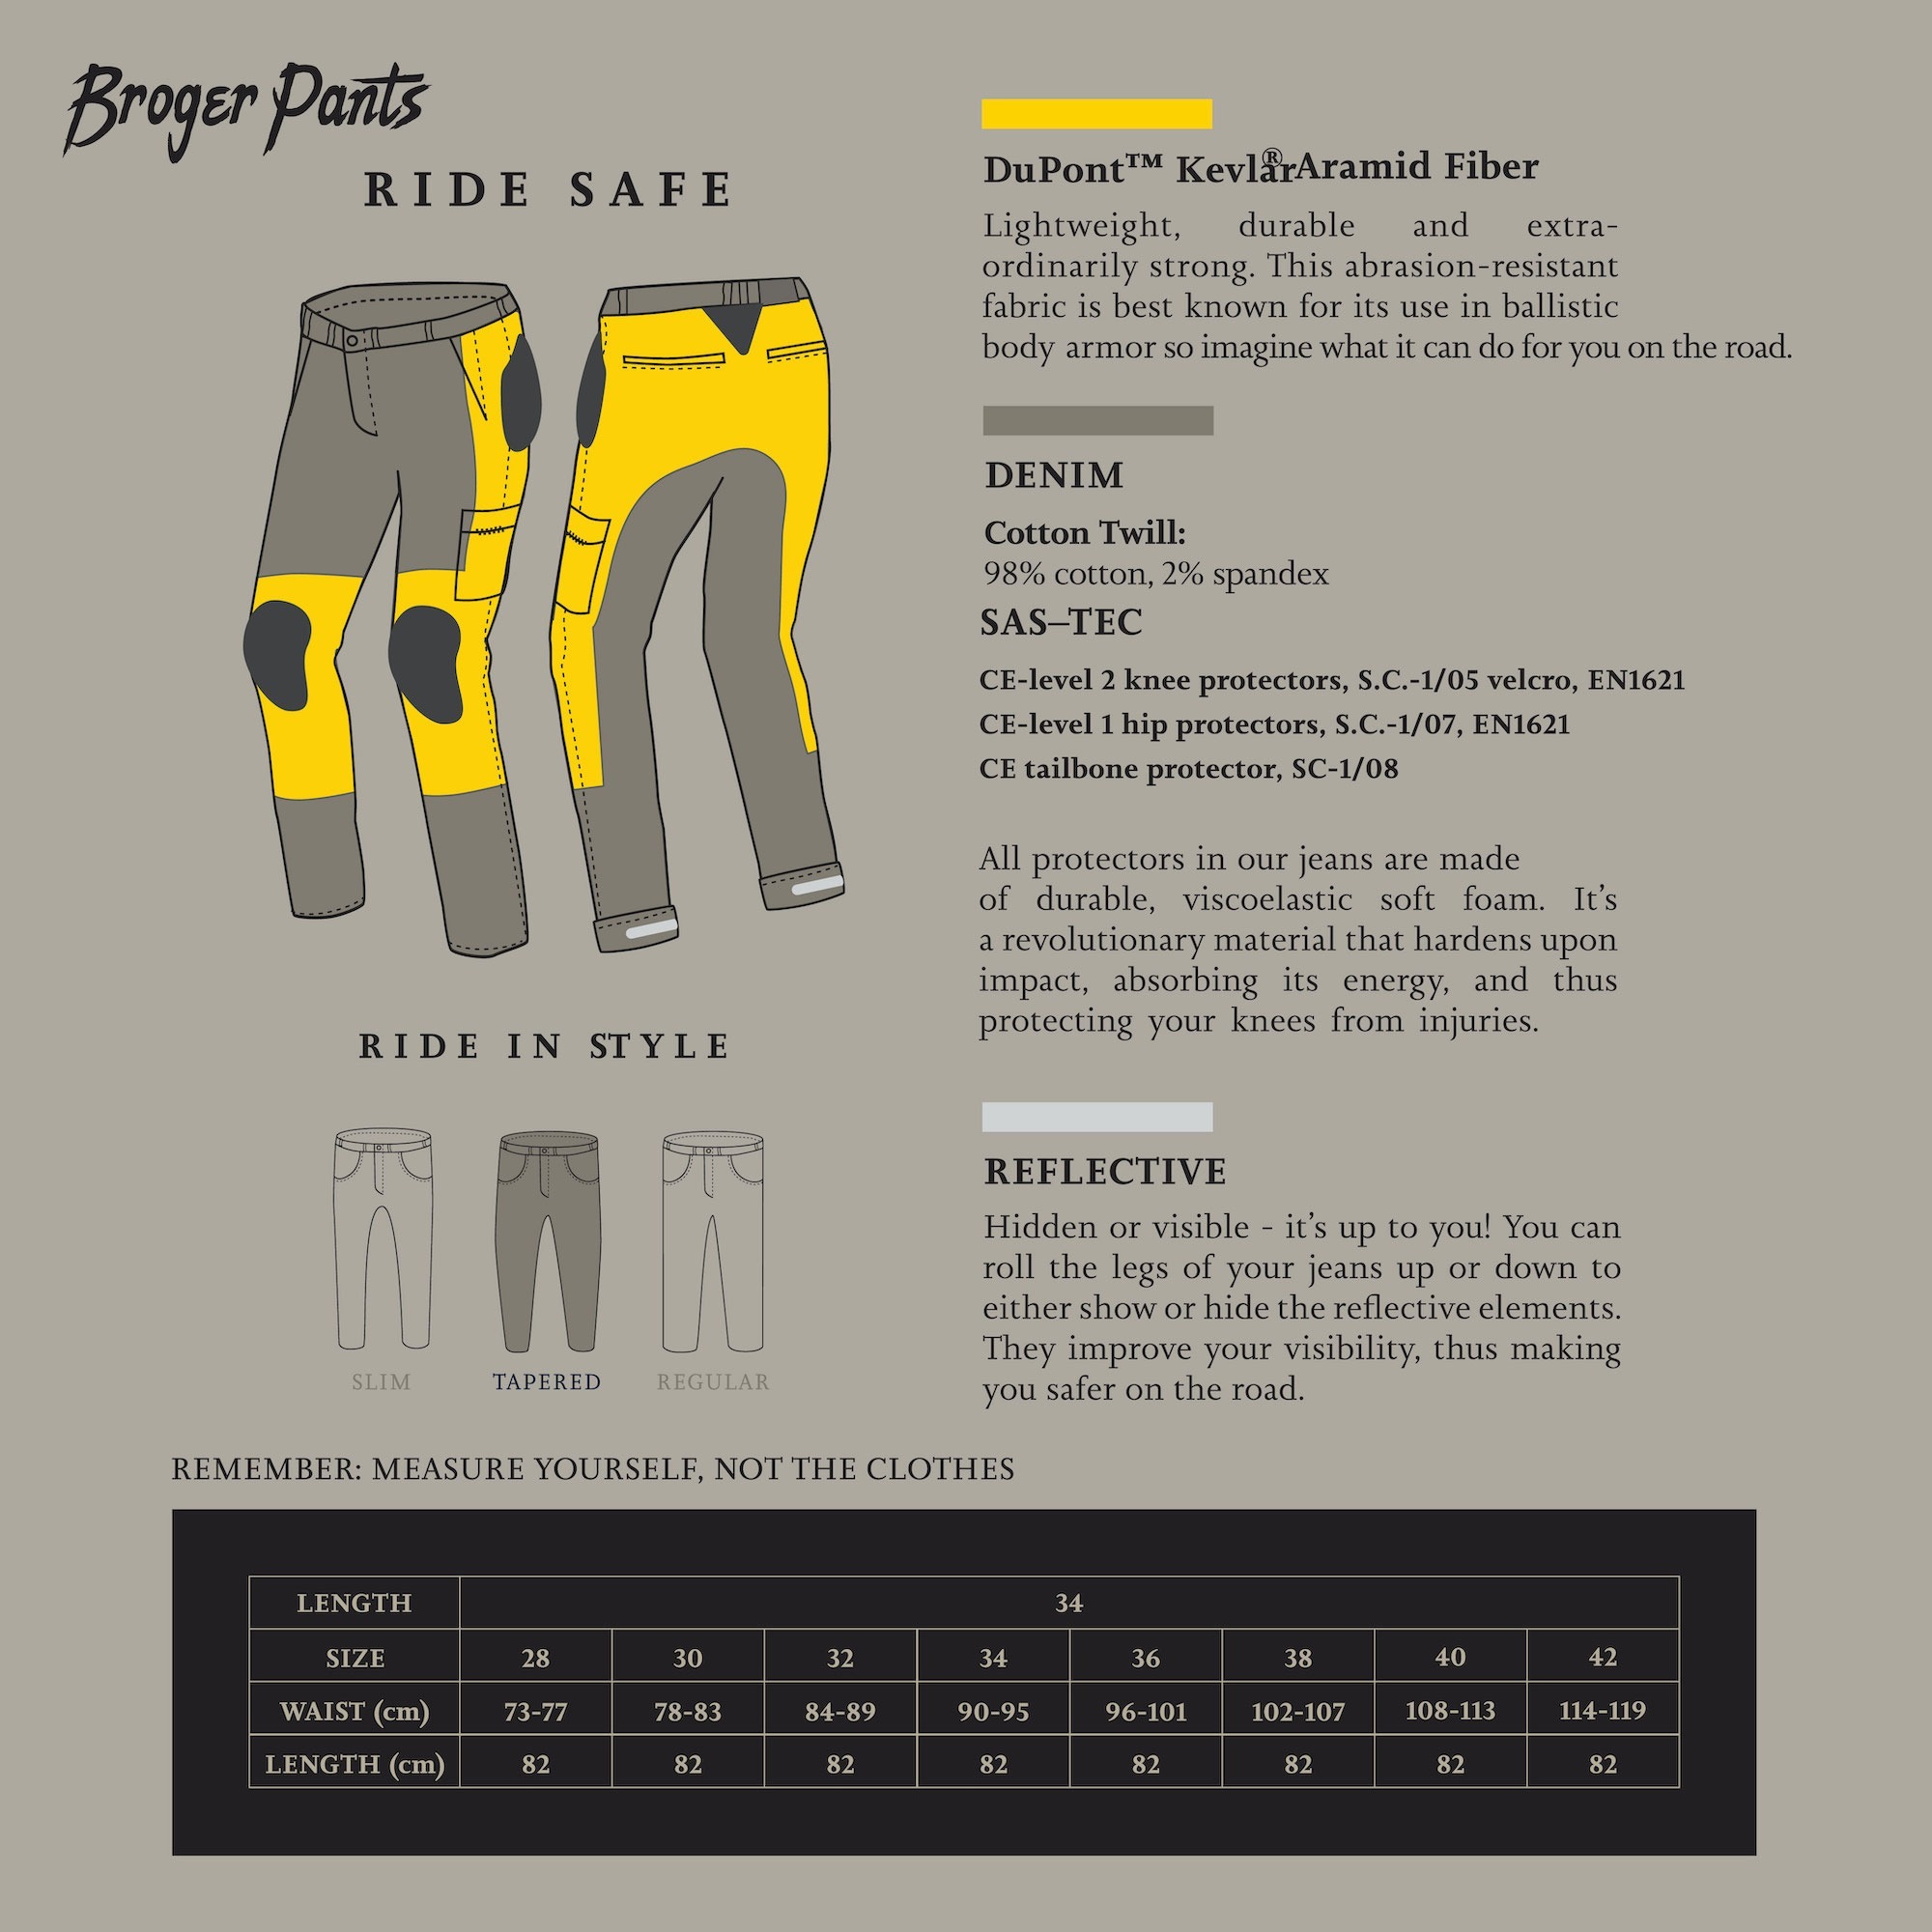 Broger Pants
RIDE SAFE
DuPont™ Kevlar® Aramid Fiber
Lightweight, durable and extra-
ordinarily strong. This abrasion-resistant
fabric is best known for its use in ballistic
body armor so imagine what it can do for you on the road.
DENIM
Cotton Twill:
98% cotton, 2% spandex
SAS–TEC
CE-level 2 knee protectors, S.C.-1/05 velcro, EN1621
CE-level 1 hip protectors, S.C.-1/07, EN1621
CE tailbone protector, SC-1/08
All protectors in our jeans are made
of durable, viscoelastic soft foam. It’s
a revolutionary material that hardens upon
impact, absorbing its energy, and thus
protecting your knees from injuries.
RIDE IN STYLE
SLIM TAPERED REGULAR
REFLECTIVE
Hidden or visible - it’s up to you! You can
roll the legs of your jeans up or down to
either show or hide the reflective elements.
They improve your visibility, thus making
you safer on the road.
REMEMBER: MEASURE YOURSELF, NOT THE CLOTHES
LENGTH 34
SIZE 28 30 32 34 36 38 40 42
WAIST (cm) 73-77 78-83 84-89 90-95 96-101 102-107 108-113 114-119
LENGTH (cm) 82 82 82 82 82 82 82 82